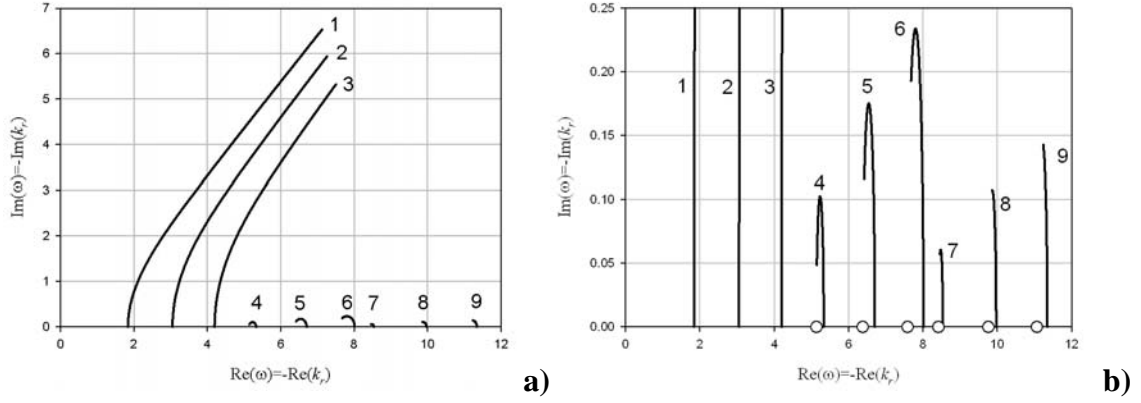 7
6
5
4
3
2
1
0
Im(ω)=-Im(k_r)
1
2
3
4 5 6 7 8 9
0 2 4 6 8 10 12
Re(ω)=-Re(k_r)
a)
0.25
0.20
0.15
0.10
0.05
0.00
Im(ω)=-Im(k_r)
1 2 3
4
5
6
7
8
9
0 2 4 6 8 10 12
Re(ω)=-Re(k_r)
b)